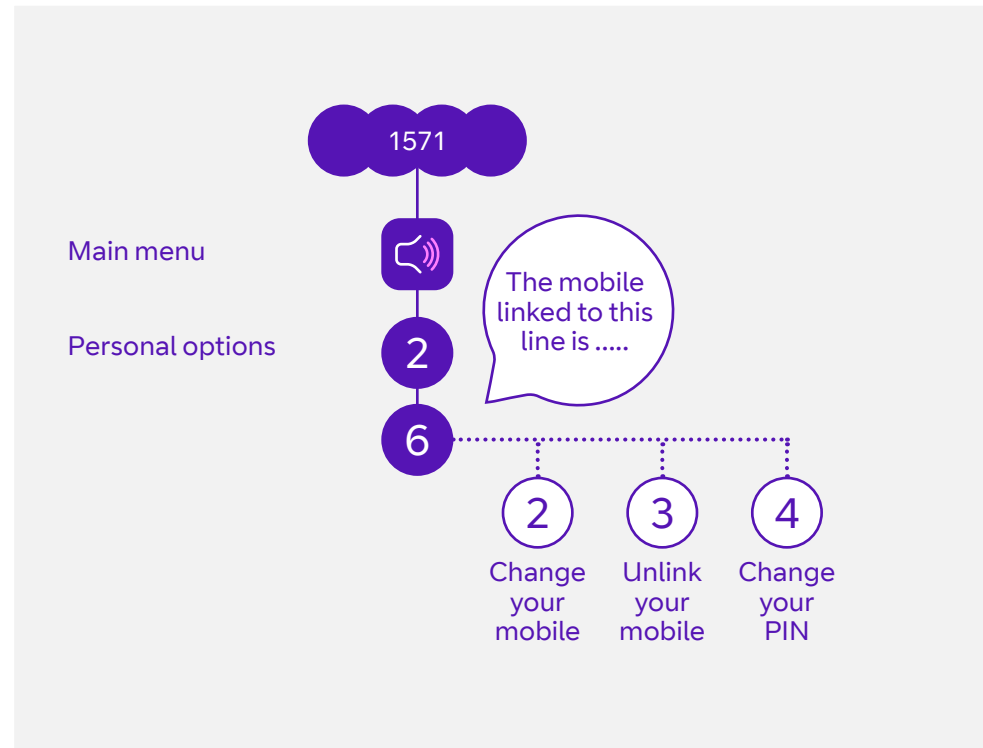 1571
Main menu
The mobile
linked to this
line is .....
Personal options
2
6
2
3
4
Change
your
mobile
Unlink
your
mobile
Change
your
PIN